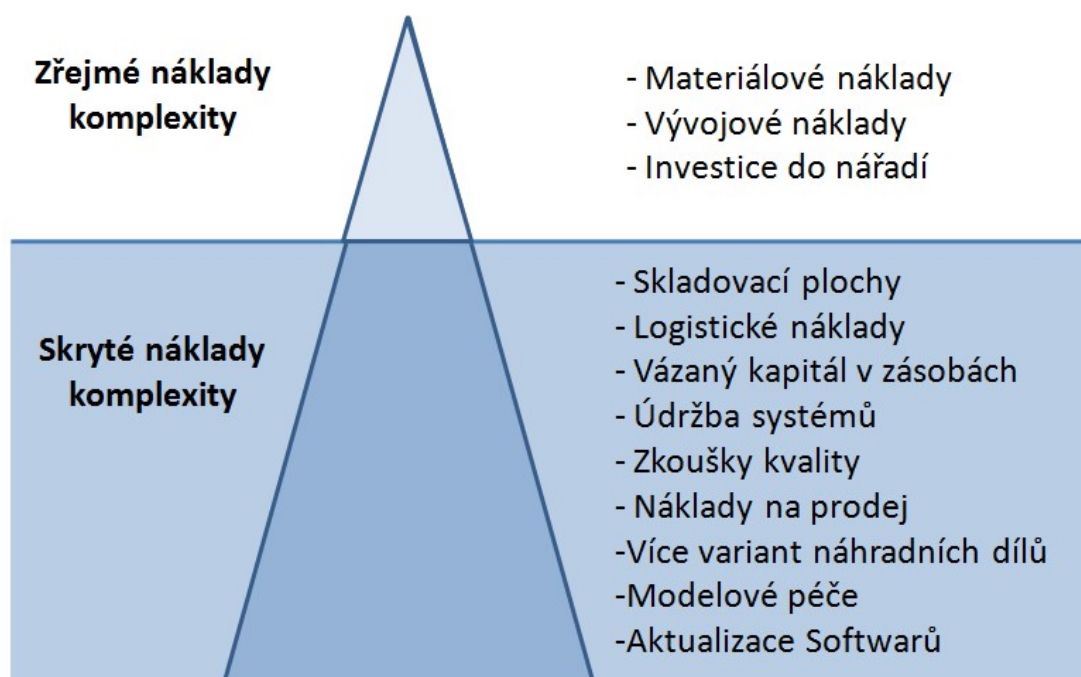 Zřejmé náklady
komplexity
- Materiálové náklady
- Vývojové náklady
- Investice do nářadí
Skryté náklady
komplexity
- Skladovací plochy
- Logistické náklady
- Vázaný kapitál v zásobách
- Údržba systémů
- Zkoušky kvality
- Náklady na prodej
-Více variant náhradních dílů
-Modelové péče
-Aktualizace Softwarů